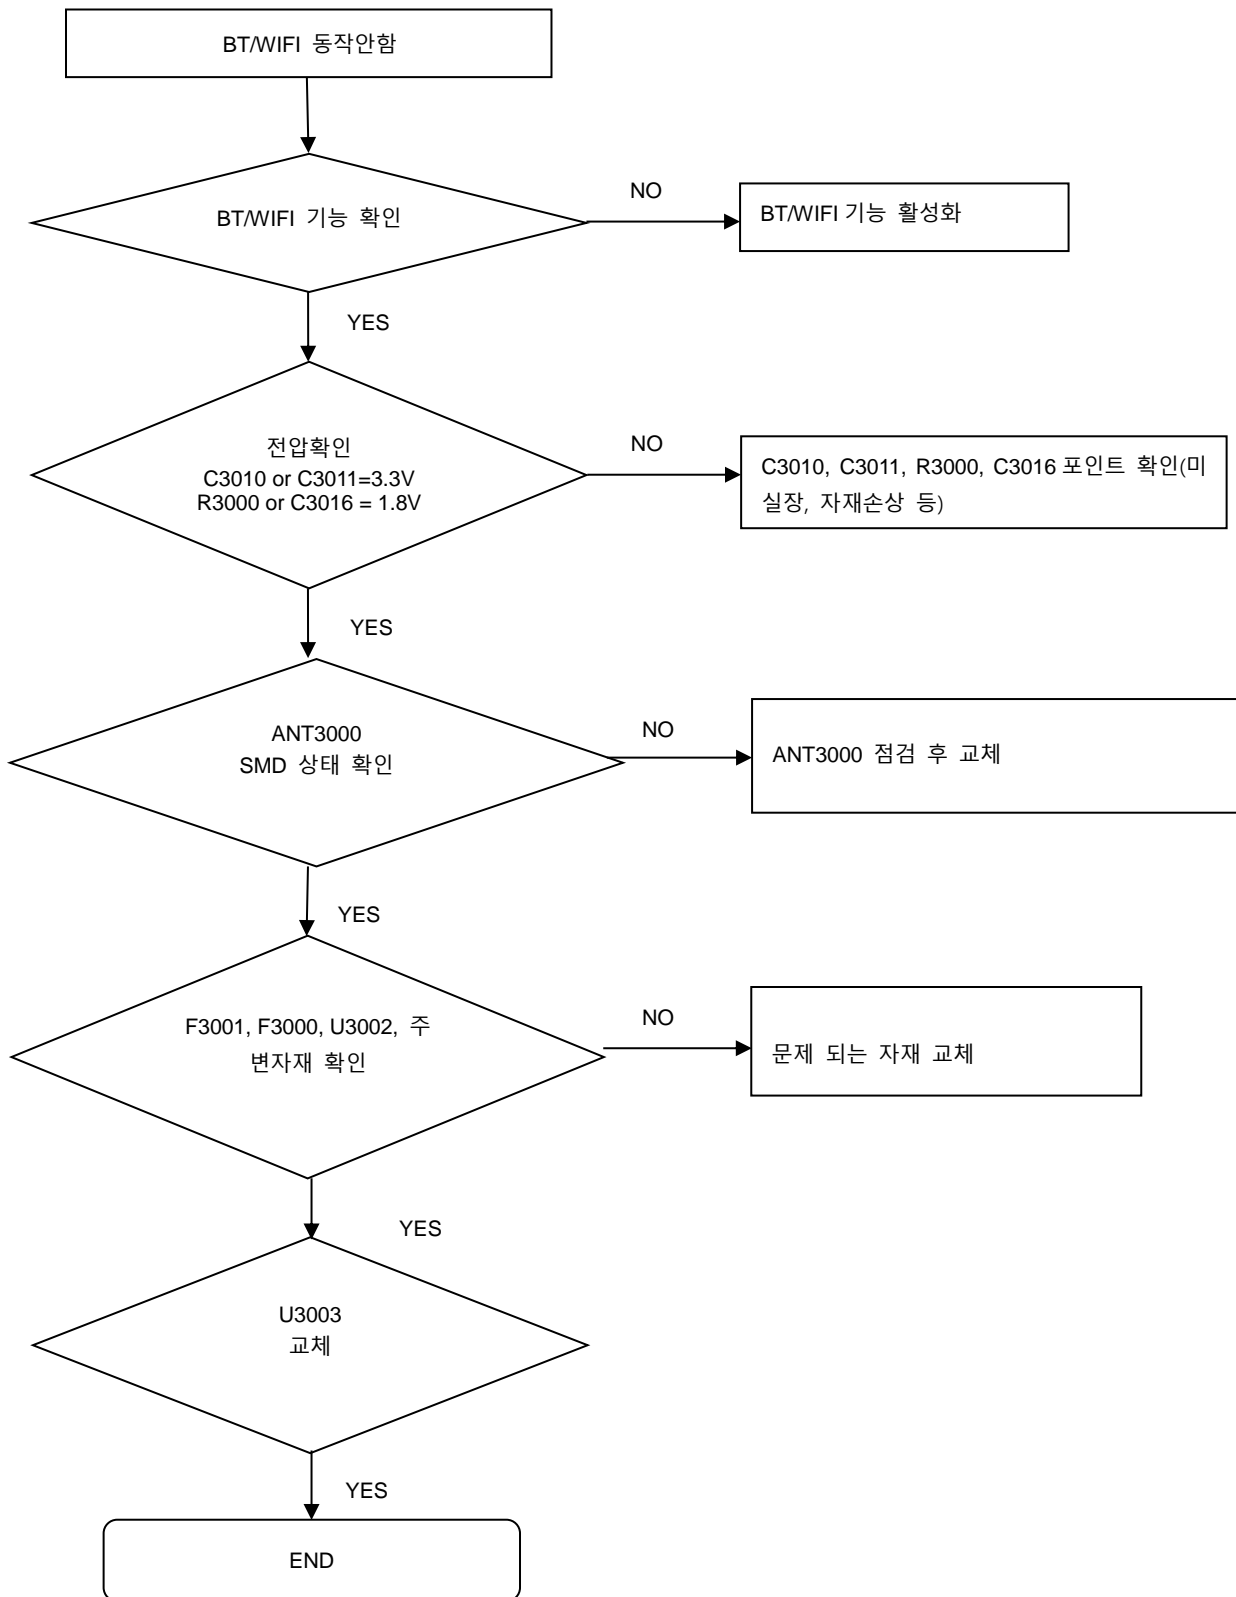 BT/WIFI 동작안함
BT/WIFI 기능 확인
NO
BT/WIFI 기능 활성화
YES
전압확인
C3010 or C3011=3.3V
R3000 or C3016 = 1.8V
NO
C3010, C3011, R3000, C3016 포인트 확인(미
실장, 자재손상 등)
YES
ANT3000
SMD 상태 확인
NO
ANT3000 점검 후 교체
YES
F3001, F3000, U3002, 주
변자재 확인
NO
문제 되는 자재 교체
YES
U3003
교체
YES
END